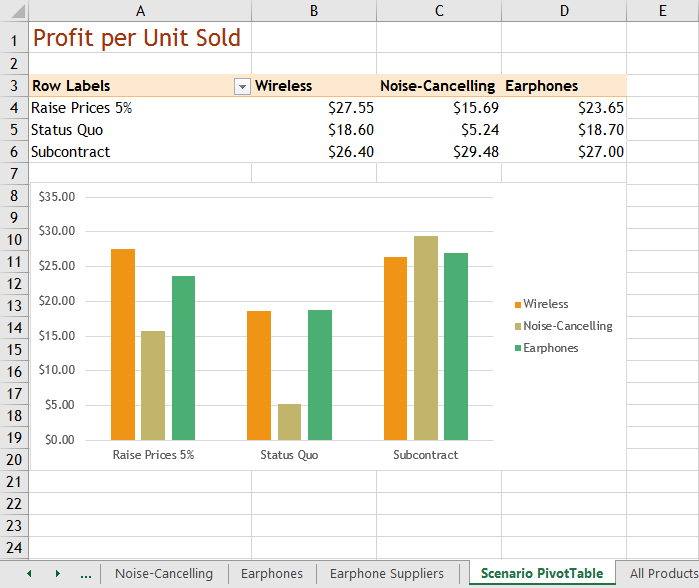 A B C D E
1 Profit per Unit Sold
2
3 Row Labels Wireless Noise-Cancelling Earphones
4 Raise Prices 5% $27.55 $15.69 $23.65
5 Status Quo $18.60 $5.24 $18.70
6 Subcontract $26.40 $29.48 $27.00
7
8 $35.00
9
10 $30.00
11 $25.00
12
13 $20.00 Wireless
14 Noise-Cancelling
15 $15.00 Earphones
16 $10.00
17
18 $5.00
19 $0.00
20 Raise Prices 5% Status Quo Subcontract
21
22
23
24
... Noise-Cancelling Earphones Earphone Suppliers Scenario PivotTable All Products